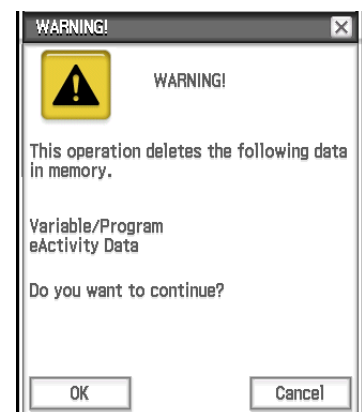 WARNING!
WARNING!
This operation deletes the following data
in memory.
Variable/Program
eActivity Data
Do you want to continue?
OK
Cancel